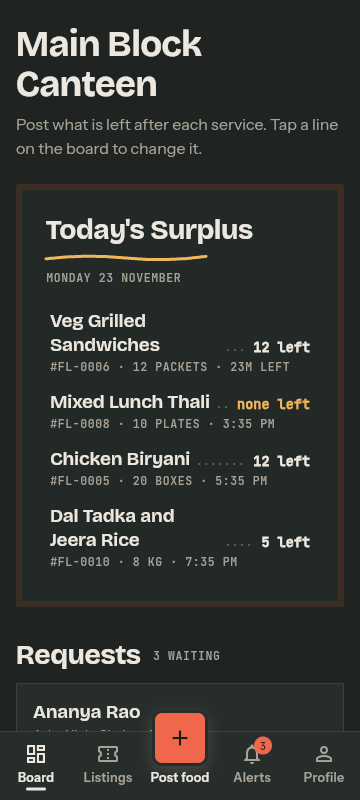 Main Block
Canteen
Post what is left after each service. Tap a line
on the board to change it.
Today's Surplus
MONDAY 23 NOVEMBER
Veg Grilled
Sandwiches ... 12 left
#FL-0006 · 12 PACKETS · 23M LEFT
Mixed Lunch Thali .. none left
#FL-0008 · 10 PLATES · 3:35 PM
Chicken Biryani ....... 12 left
#FL-0005 · 20 BOXES · 5:35 PM
Dal Tadka and
Jeera Rice .... 5 left
#FL-0010 · 8 KG · 7:35 PM
Requests 3 WAITING
Ananya Rao
+
3
Board Listings Post food Alerts Profile